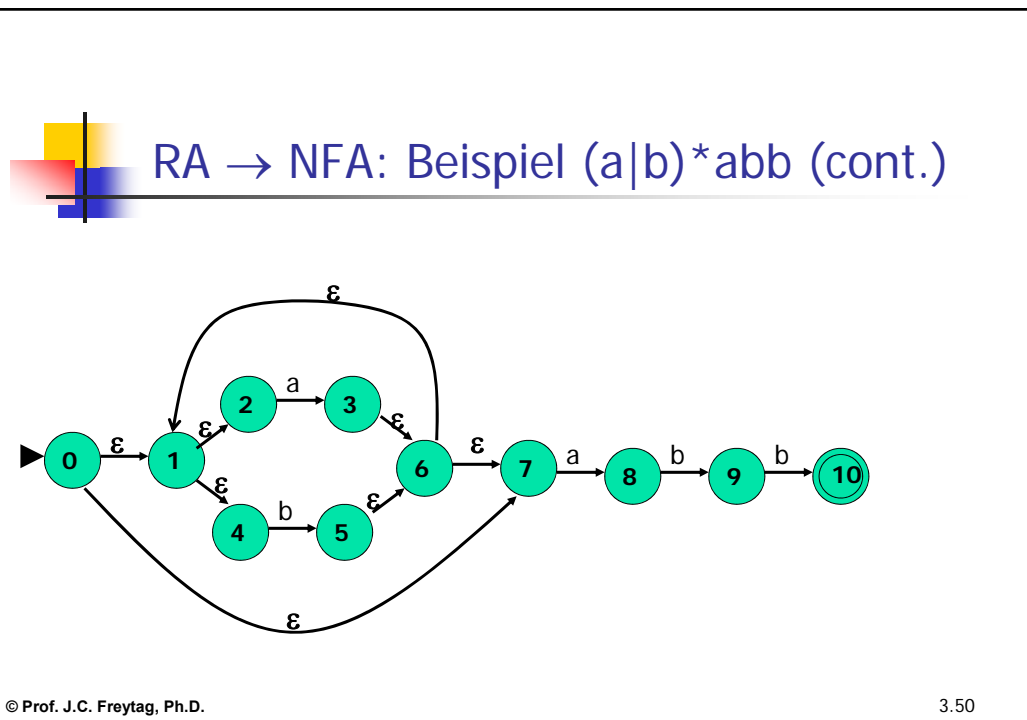 RA → NFA: Beispiel (a|b)*abb (cont.)
ε
a
2 3
ε ε
0 ε 1 6 ε 7 a 8 b 9 b 10
ε ε
b
4 5
ε
© Prof. J.C. Freytag, Ph.D. 3.50